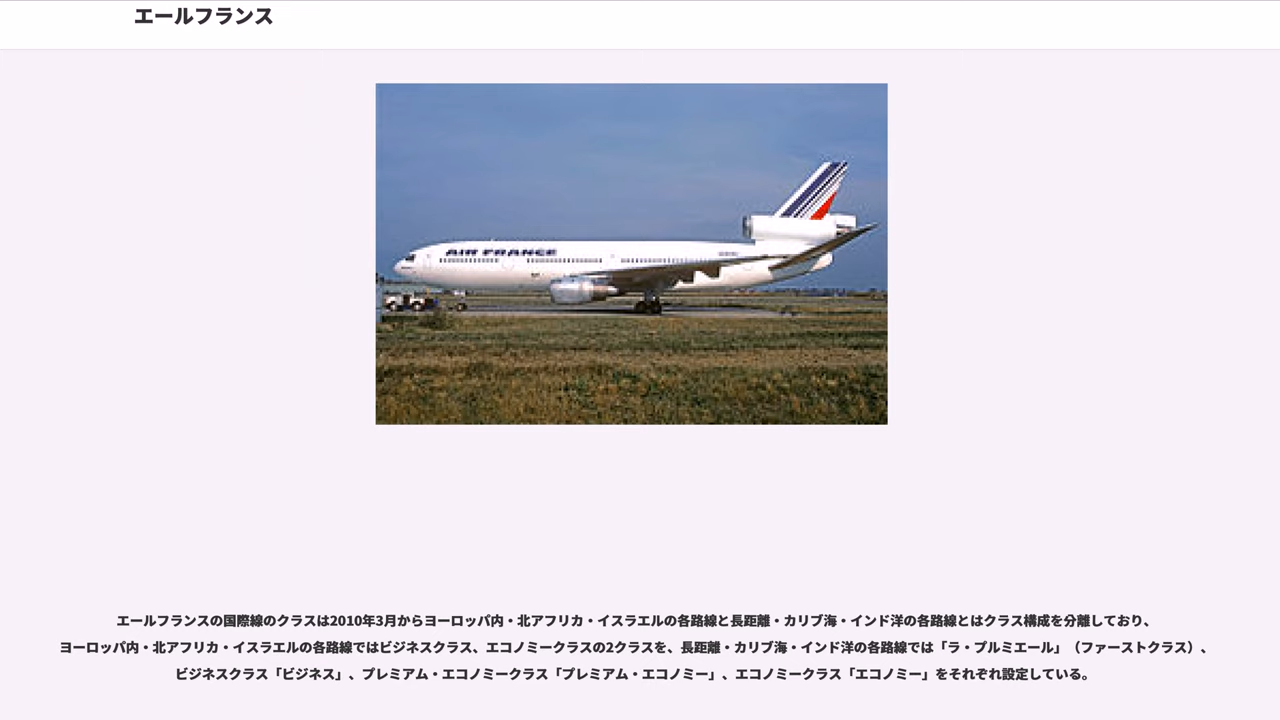 エールフランス
AIR FRANCE
エールフランスの国際線のクラスは2010年3月からヨーロッパ内・北アフリカ・イスラエルの各路線と長距離・カリブ海・インド洋の各路線とはクラス構成を分離しており、
ヨーロッパ内・北アフリカ・イスラエルの各路線ではビジネスクラス、エコノミークラスの2クラスを、長距離・カリブ海・インド洋の各路線では「ラ・プルミエール」（ファーストクラス）、
ビジネスクラス「ビジネス」、プレミアム・エコノミークラス「プレミアム・エコノミー」、エコノミークラス「エコノミー」をそれぞれ設定している。